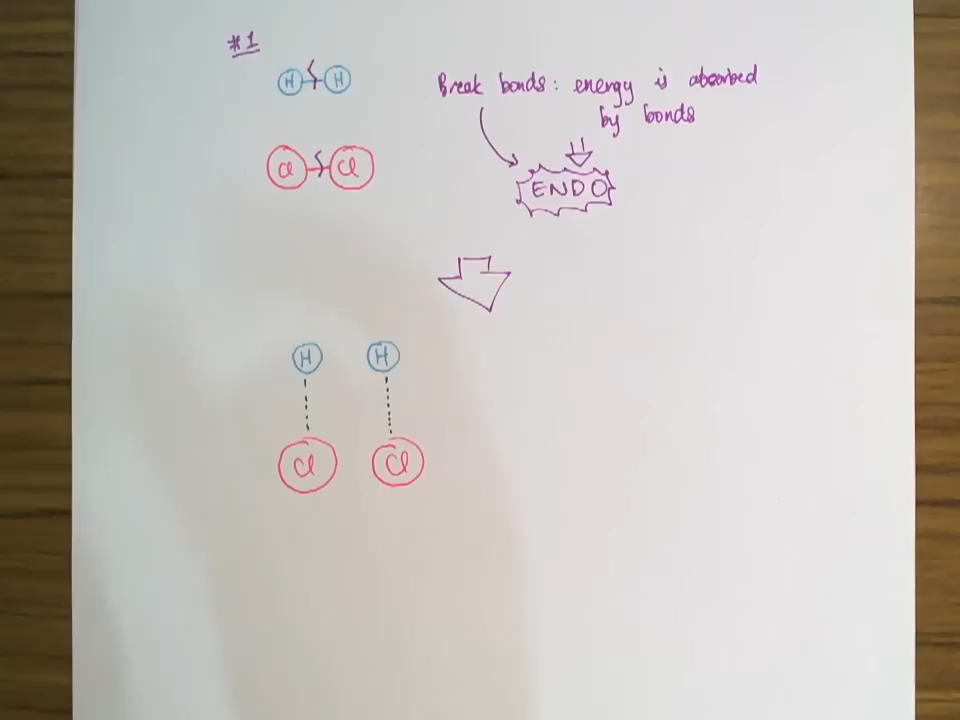 #1
H H
Break bonds: energy is absorbed
by bonds
Cl Cl
ENDO
H H
Cl Cl